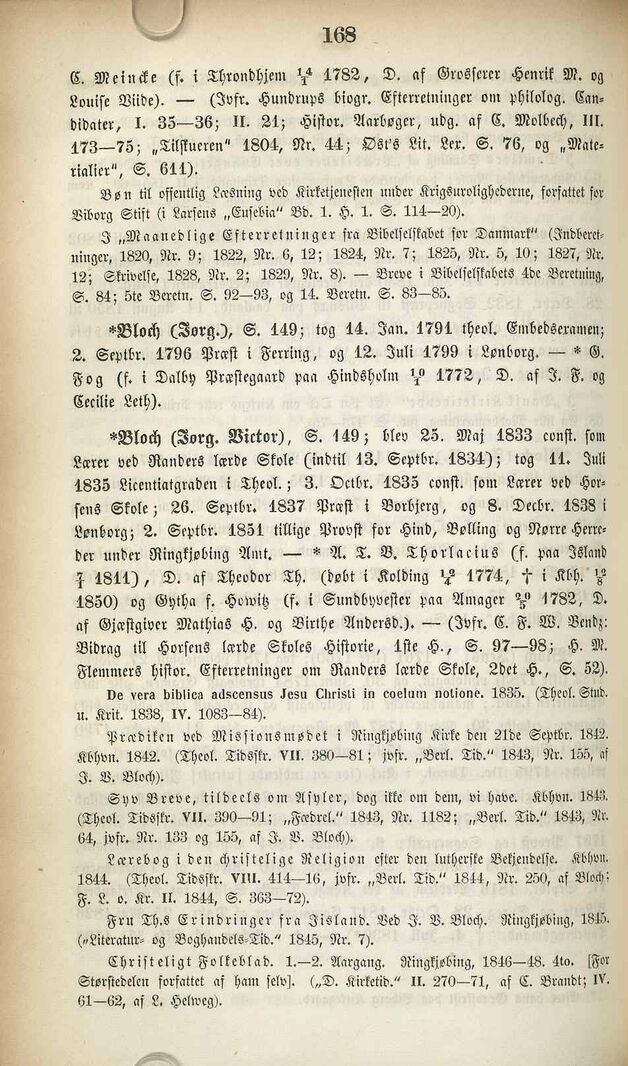 168
C. Meincke (f. i Throndhjem 1782, D. af Grosserer Henrik M. og
Louise Wiide). — (Jvfr. Hundrups biogr. Efterretninger om philolog. Can-
didater, I. 35—36; II. 21; Histor. Aarbøger, udg. af C. Molbech, III.
173—75; „Tilskueren" 1804, Nr. 44; Øst's Lit. Lex. S. 76, og „Mate-
rialier", S. 611).
Bøn til offentlig Læsning ved Kirketjenesten under Krigsurolighederne, forfattet for
Viborg Stift (i Larsens „Eusebia" Bd. 1. H. 1. S. 114—20).
I „Maanedlige Efterretninger fra Bibelselskabet for Danmark" (Indberet-
ninger, 1820, Nr. 9; 1822, Nr. 6, 12; 1824, Nr. 7; 1825, Nr. 5, 10; 1827, Nr.
12; Skrivelse, 1828, Nr. 2; 1829, Nr. 8). — Breve i Bibelselskabets 4de Beretning,
S. 84; 5te Beretn. S. 92—93, og 14. Beretn. S. 83—85.
*Bloch (Jørg.), S. 149; tog 14. Jan. 1791 theol. Embedsexamen;
2. Septbr. 1796 Præst i Ferring, og 12. Juli 1799 i Lønborg. — * G.
Fog (f. i Dalby Præstegaard paa Hindsholm 1772, D. af J. F. og
Cecilie Leth).
*Bloch (Jørg. Victor), S. 149; blev 25. Maj 1833 const. som
Lærer ved Randers lærde Skole (indtil 13. Septbr. 1834); tog 11. Juli
1835 Licentiatgraden i Theol.; 3. Octbr. 1835 const. som Lærer ved Hor-
sens Skole; 26. Septbr. 1837 Præst i Vorbjerg, og 8. Decbr. 1838 i
Lønborg; 2. Septbr. 1851 tillige Provst for Hind, Bølling og Nørre Herre-
der under Ringkjøbing Amt. — * A. T. B. Thorlacius (f. paa Island
1811), D. af Theodor Th. (døbt i Kolding 1774, † i Kbh.
1850) og Gytha f. Howitz (f. i Sundbyvester paa Amager 1782, D.
af Gjæstgiver Mathias H. og Birthe Andersd.). — (Jvfr. C. F. W. Bendz:
Bidrag til Horsens lærde Skoles Historie, 1ste H., S. 97—98; H. M.
Flemmers histor. Efterretninger om Randers lærde Skole, 2det H., S. 52).
De vera biblica adscensus Jesu Christi in coelum notione. 1835. (Theol. Stud.
u. Krit. 1838, IV. 1083—84).
Prædiken ved Missionsmødet i Ringkjøbing Kirke den 21de Septbr. 1842.
Kbhvn. 1842. (Theol. Tidsskr. VII. 380—81; jvfr. „Berl. Tid." 1843, Nr. 155, af
J. V. Bloch).
Syv Breve, tildeels om Asyler, dog ikke om dem, vi have. Kbhvn. 1843.
(Theol. Tidsskr. VII. 390—91; „Fædrel." 1843, Nr. 1182; „Berl. Tid." 1843, Nr.
64, jvfr. Nr. 133 og 155, af J. V. Bloch).
Lærebog i den christelige Religion efter den lutherske Bekjendelse. Kbhvn.
1844. (Theol. Tidsskr. VIII. 414—16, jvfr. „Berl. Tid." 1844, Nr. 250, af Bloch;
F. L. o. Kr. II. 1844, S. 363—72).
Fru Th.s Erindringer fra Jisland. Ved J. V. Bloch. Ringkjøbing, 1845.
(„Literatur- og Boghandels-Tid." 1845, Nr. 7).
Christeligt Folkeblad. 1.—2. Aargang. Ringkjøbing, 1846—48. 4to. [For
Størstedelen forfattet af ham selv]. („D. Kirketid." II. 270—71, af C. Brandt; IV.
61—62, af L. Helweg).